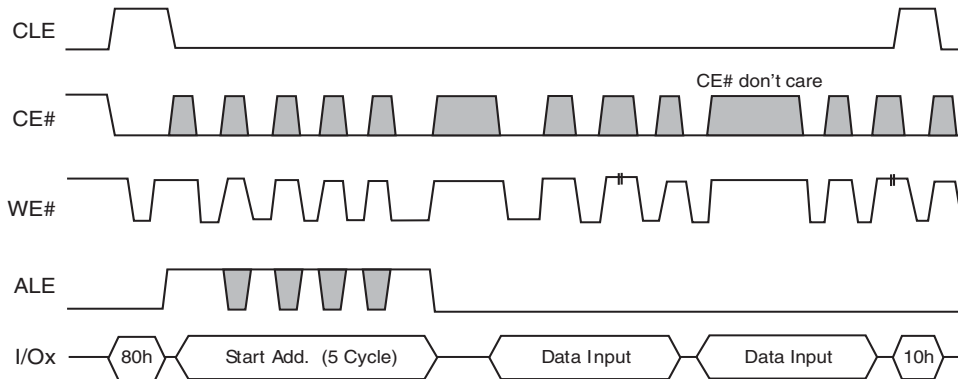 CLE
CE# don't care
CE#
WE#
ALE
I/Ox 80h Start Add. (5 Cycle) Data Input Data Input 10h